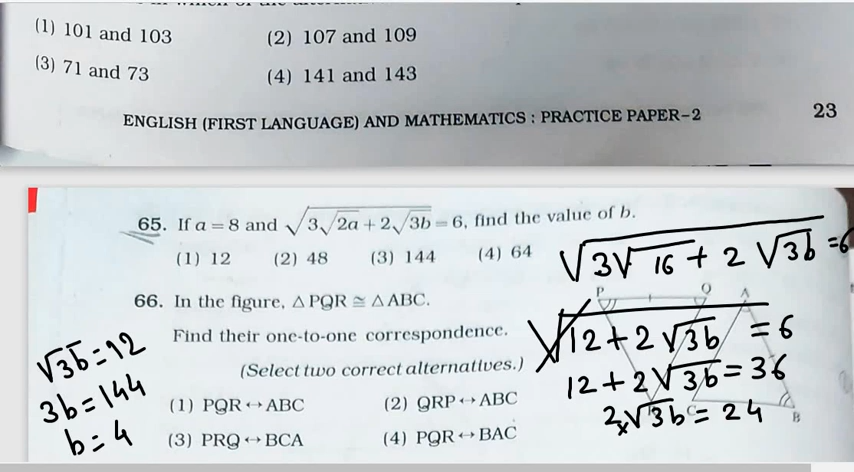 (1) 101 and 103 (2) 107 and 109
(3) 71 and 73 (4) 141 and 143
ENGLISH (FIRST LANGUAGE) AND MATHEMATICS : PRACTICE PAPER-2 23
65. If a = 8 and √(3√2a + 2√3b) = 6, find the value of b.
(1) 12 (2) 48 (3) 144 (4) 64
√(3√16 + 2√3b) = 6
66. In the figure, △PQR ≅ △ABC.
P Q A
Find their one-to-one correspondence.
√12 + 2√3b = 6
(Select two correct alternatives.)
12 + 2√3b = 36
(1) PQR ↔ ABC (2) QRP ↔ ABC
2×√3b = 24
C B
(3) PRQ ↔ BCA (4) PQR ↔ BAC
√3b = 12
3b = 144
b = 4